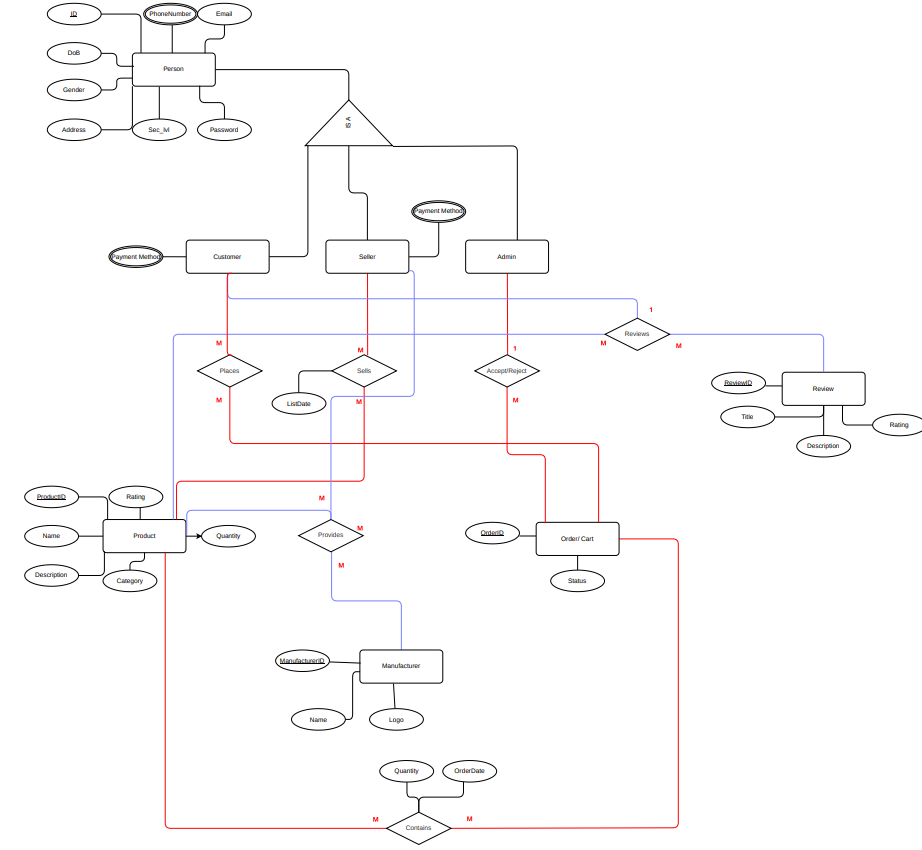 ID
PhoneNumber
Email
DoB
Person
Gender
Address
Sec_lvl
Password
IS A
Payment Method
Payment Method
Customer
Seller
Admin
1
Reviews
M
M
M
M
1
Places
Sells
Accept/Reject
ReviewID
Review
M
ListDate
M
M
Title
Rating
Description
ProductID
Rating
M
Name
Product
Quantity
Provides
M
OrderID
Order/ Cart
Description
Category
M
Status
ManufacturerID
Manufacturer
Name
Logo
Quantity
OrderDate
M
M
Contains